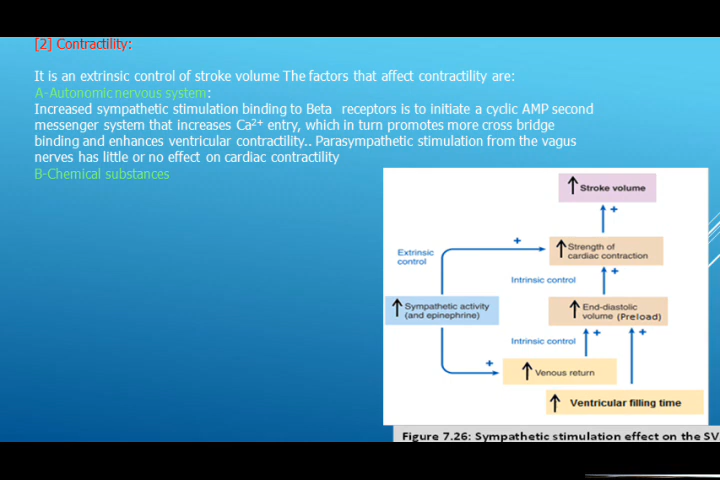 [2] Contractility:
It is an extrinsic control of stroke volume The factors that affect contractility are:
A-Autonomic nervous system:
Increased sympathetic stimulation binding to Beta receptors is to initiate a cyclic AMP second
messenger system that increases Ca²⁺ entry, which in turn promotes more cross bridge
binding and enhances ventricular contractility.. Parasympathetic stimulation from the vagus
nerves has little or no effect on cardiac contractility
B-Chemical substances
↑ Stroke volume
+
+
↑ Strength of
cardiac contraction
Extrinsic
control
Intrinsic control
+
↑ Sympathetic activity
(and epinephrine)
↑ End-diastolic
volume (Preload)
Intrinsic control
+
+
+
↑ Venous return
↑ Ventricular filling time
Figure 7.26: Sympathetic stimulation effect on the SV